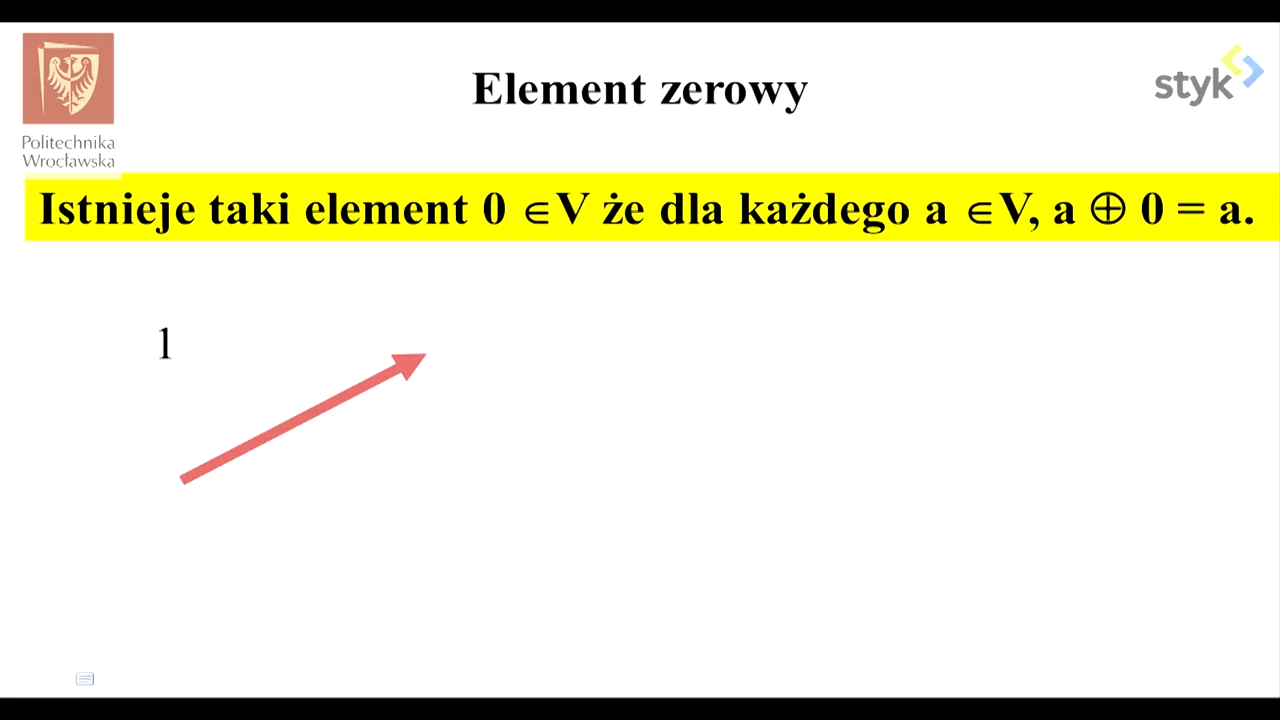 Element zerowy
styk
Politechnika
Wrocławska
Istnieje taki element 0 ∈V że dla każdego a ∈V, a ⊕ 0 = a.
1